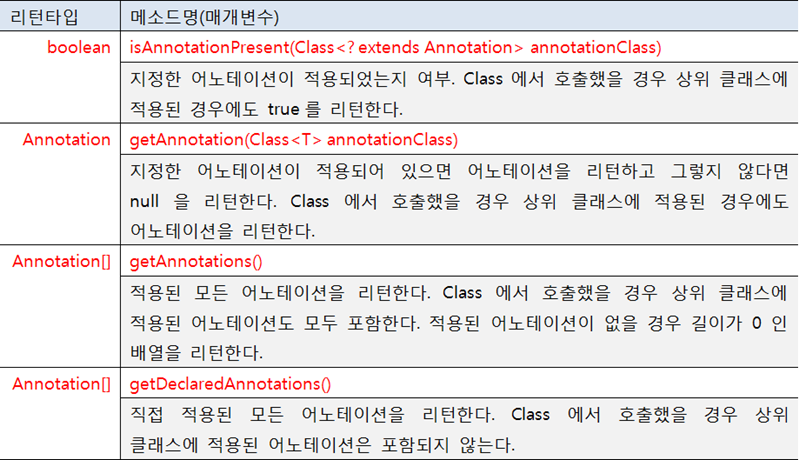 리턴타입 메소드명(매개변수)
boolean isAnnotationPresent(Class<? extends Annotation> annotationClass)
지정한 어노테이션이 적용되었는지 여부. Class 에서 호출했을 경우 상위 클래스에
적용된 경우에도 true 를 리턴한다.
Annotation getAnnotation(Class<T> annotationClass)
지정한 어노테이션이 적용되어 있으면 어노테이션을 리턴하고 그렇지 않다면
null 을 리턴한다. Class 에서 호출했을 경우 상위 클래스에 적용된 경우에도
어노테이션을 리턴한다.
Annotation[] getAnnotations()
적용된 모든 어노테이션을 리턴한다. Class 에서 호출했을 경우 상위 클래스에
적용된 어노테이션도 모두 포함한다. 적용된 어노테이션이 없을 경우 길이가 0 인
배열을 리턴한다.
Annotation[] getDeclaredAnnotations()
직접 적용된 모든 어노테이션을 리턴한다. Class 에서 호출했을 경우 상위
클래스에 적용된 어노테이션은 포함되지 않는다.